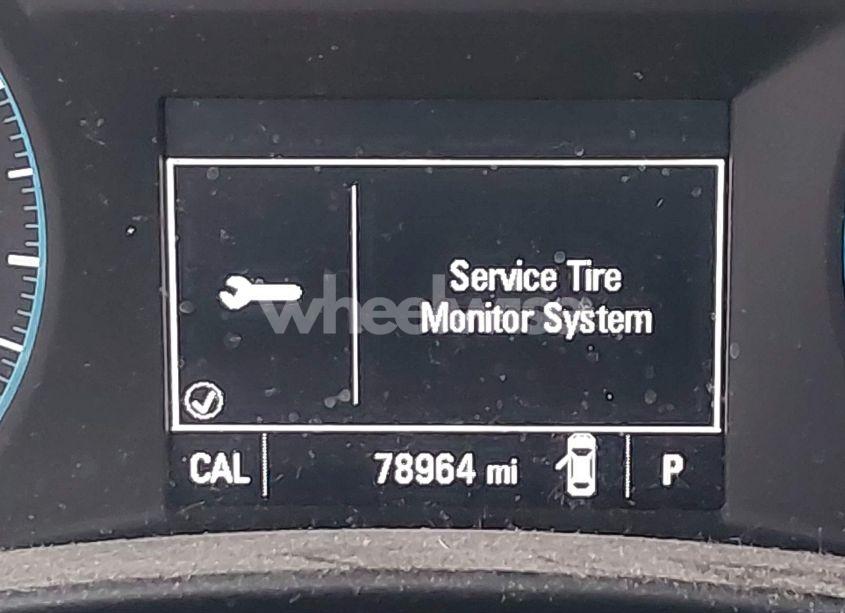 Service Tire
Monitor System
CAL 78964 mi P